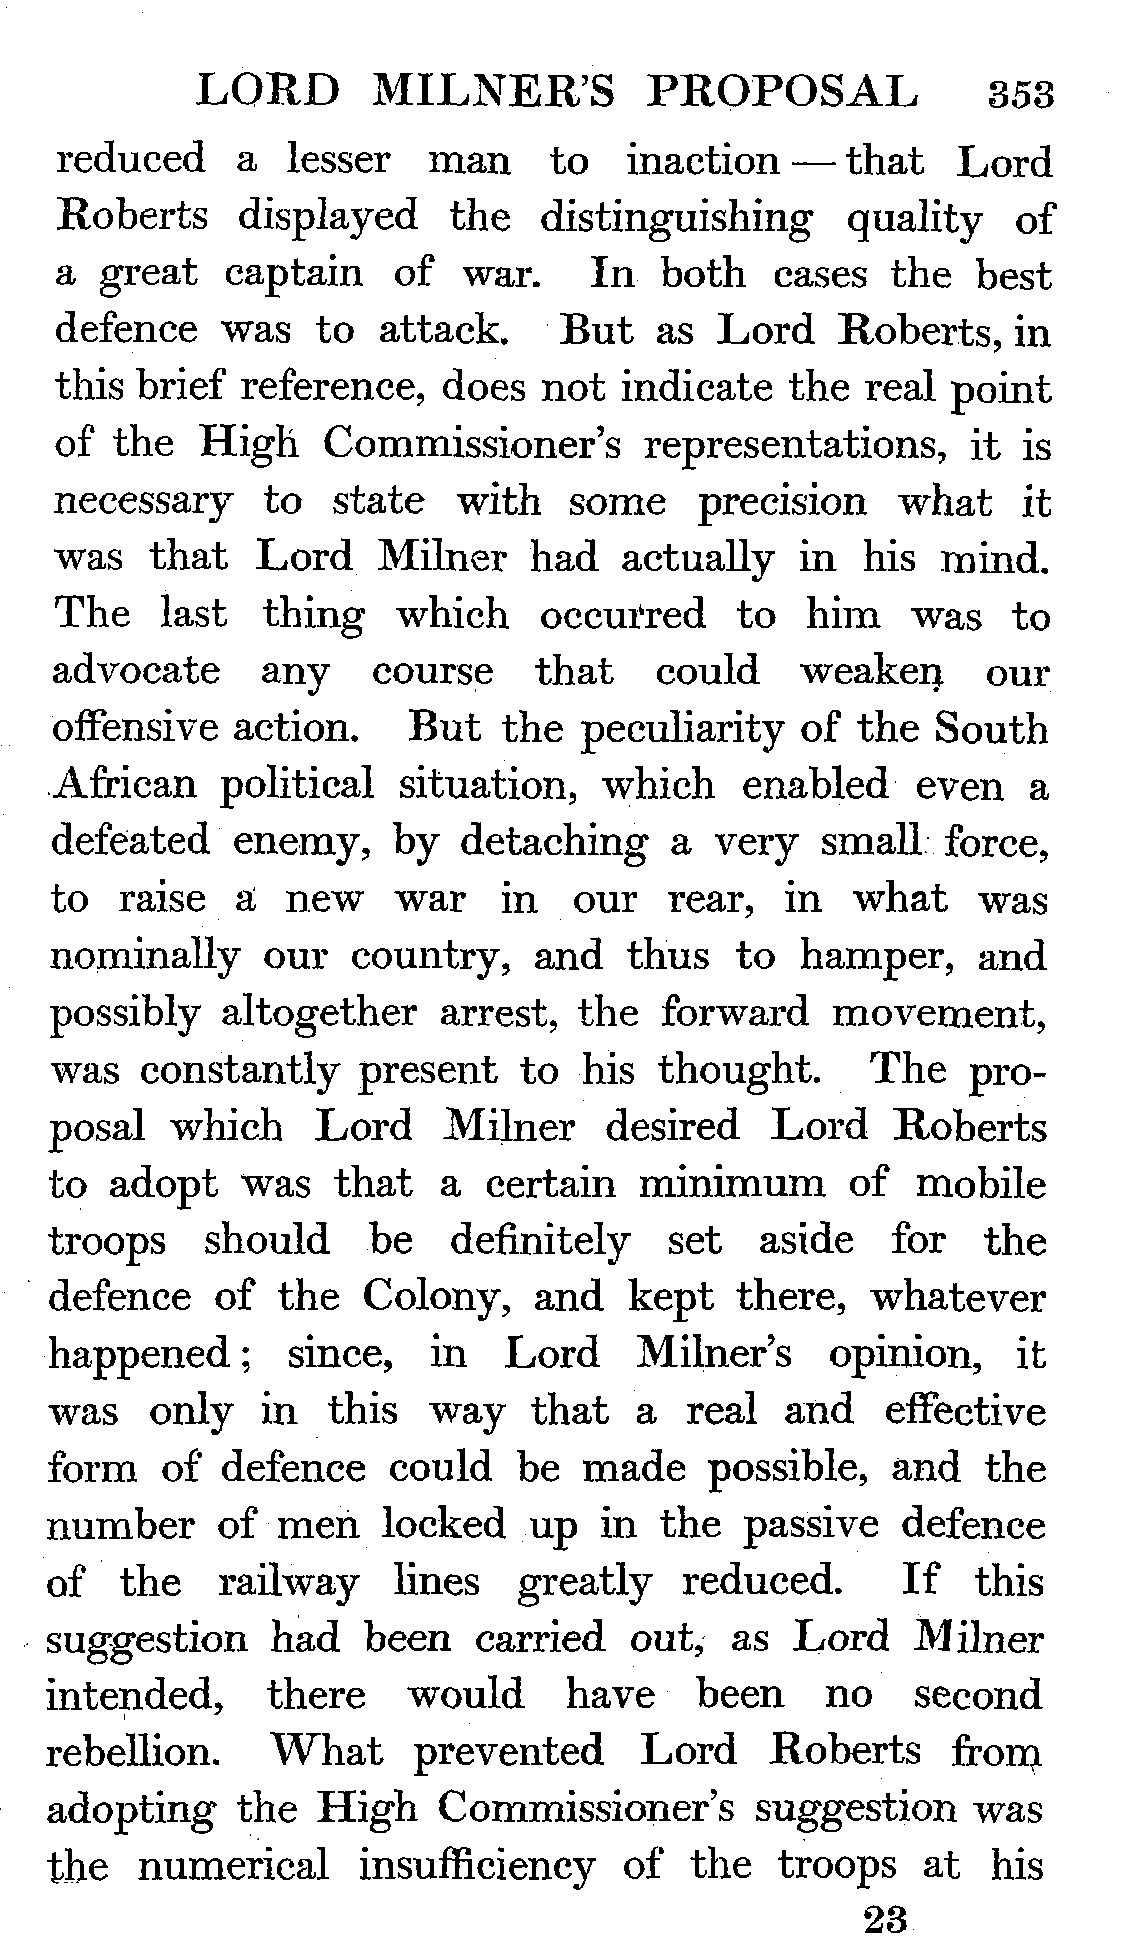 LORD MILNER'S PROPOSAL 353
reduced a lesser man to inaction — that Lord
Roberts displayed the distinguishing quality of
a great captain of war. In both cases the best
defence was to attack. But as Lord Roberts, in
this brief reference, does not indicate the real point
of the High Commissioner's representations, it is
necessary to state with some precision what it
was that Lord Milner had actually in his mind.
The last thing which occurred to him was to
advocate any course that could weaken our
offensive action. But the peculiarity of the South
African political situation, which enabled even a
defeated enemy, by detaching a very small force,
to raise a new war in our rear, in what was
nominally our country, and thus to hamper, and
possibly altogether arrest, the forward movement,
was constantly present to his thought. The pro-
posal which Lord Milner desired Lord Roberts
to adopt was that a certain minimum of mobile
troops should be definitely set aside for the
defence of the Colony, and kept there, whatever
happened; since, in Lord Milner's opinion, it
was only in this way that a real and effective
form of defence could be made possible, and the
number of men locked up in the passive defence
of the railway lines greatly reduced. If this
suggestion had been carried out, as Lord Milner
intended, there would have been no second
rebellion. What prevented Lord Roberts from
adopting the High Commissioner's suggestion was
the numerical insufficiency of the troops at his
23